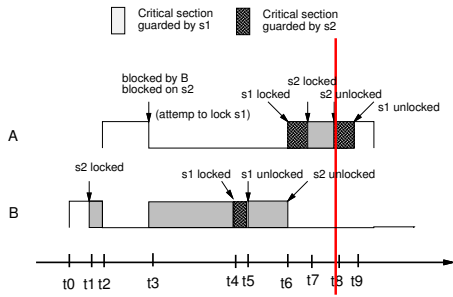 Critical section
guarded by s1
Critical section
guarded by s2
blocked by B
blocked on s2
(attemp to lock s1)
s2 locked
s1 locked
s2 unlocked
s1 unlocked
A
s2 locked
s1 locked
s1 unlocked
s2 unlocked
B
t0 t1 t2 t3 t4 t5 t6 t7 t8 t9